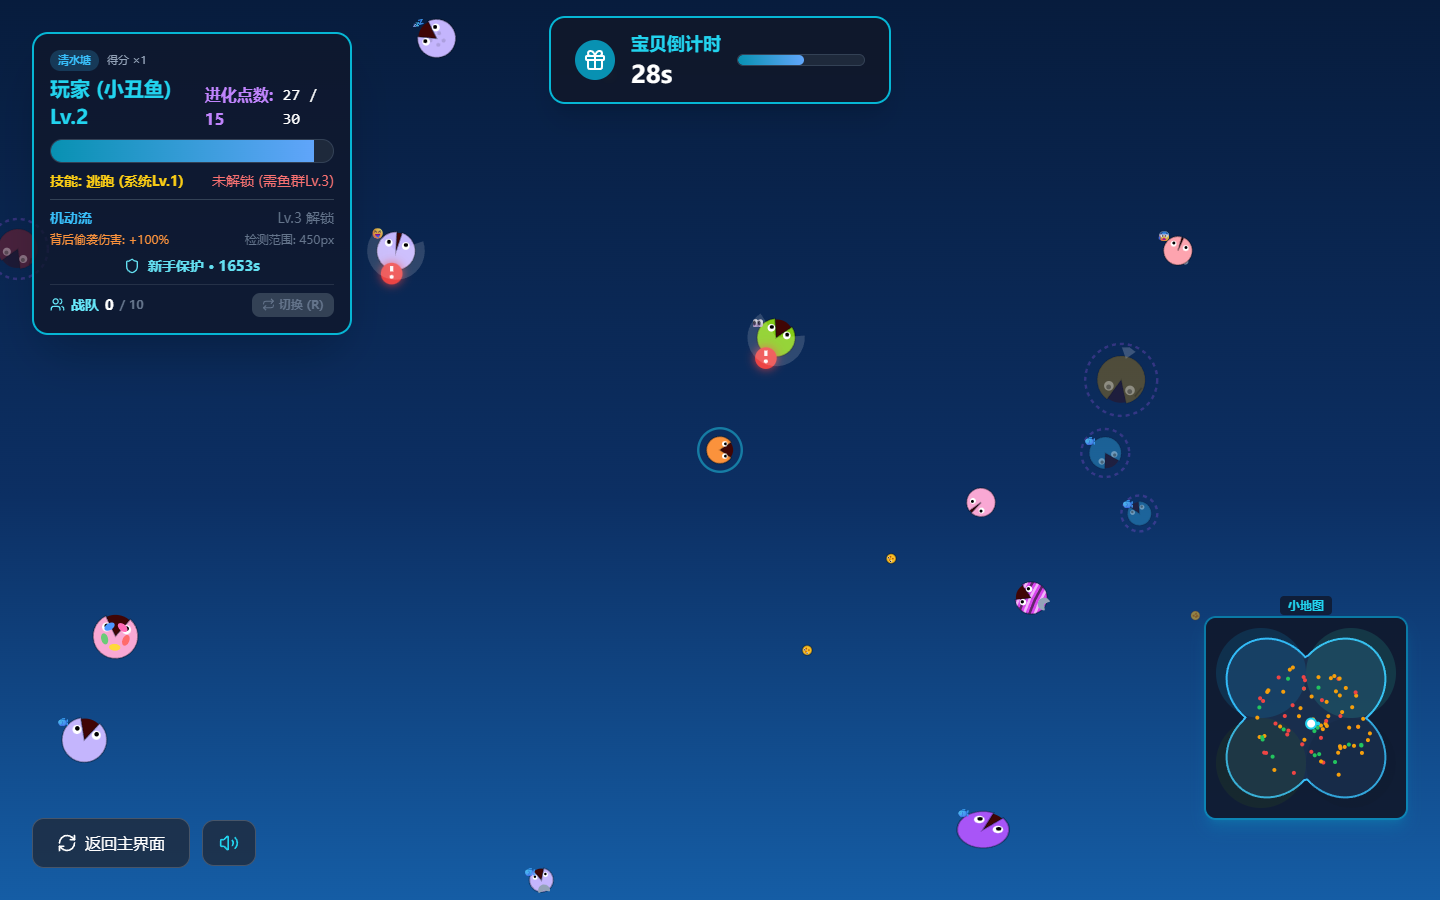 清水塘 得分 ×1
玩家 (小丑鱼)
Lv.2
进化点数:
15
27 /
30
技能: 逃跑 (系统Lv.1) 未解锁 (需鱼群Lv.3)
机动流 Lv.3 解锁
背后偷袭伤害: +100% 检测范围: 450px
新手保护 • 1653s
战队 0 / 10 切换 (R)
宝贝倒计时
28s
小地图
返回主界面